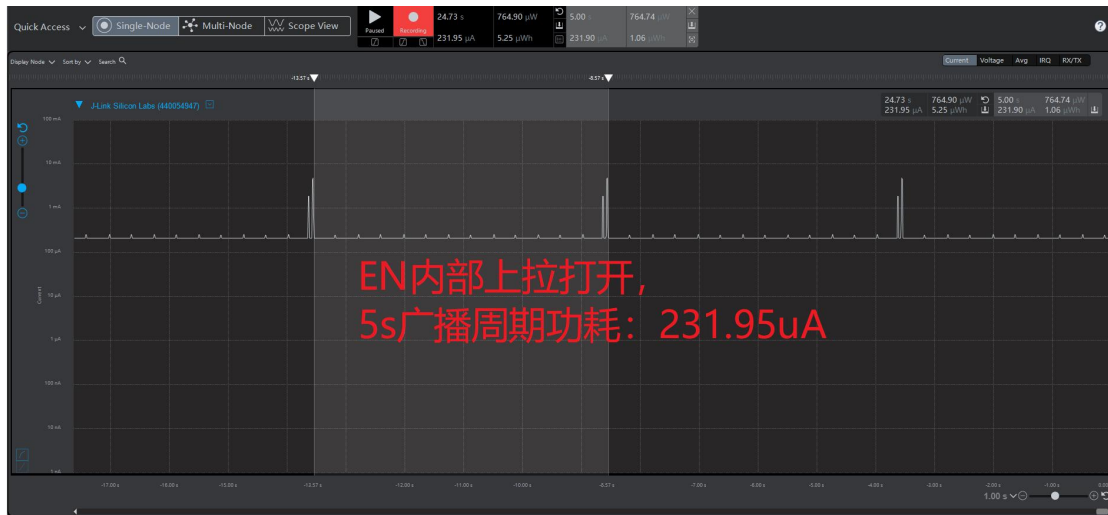 Quick Access
Single-Node
Multi-Node
Scope View
Paused
Recording
24.73 s 764.90 µW
231.95 µA 5.25 µWh
5.00 s 764.74 µW
231.90 µA 1.06 µWh
Display Node Sort by Search
Current Voltage Avg IRQ RX/TX
-13.57 s -8.57 s
J-Link Silicon Labs (440054947)
24.73 s 764.90 µW 5.00 s 764.74 µW
231.95 µA 5.25 µWh 231.90 µA 1.06 µWh
100 mA
10 mA
1 mA
100 µA
EN内部上拉打开,
Current
10 µA
5s广播周期功耗：231.95uA
1 µA
100 nA
10 nA
1 nA
-17.00 s -16.00 s -15.00 s -13.57 s -12.00 s -11.00 s -10.00 s -8.57 s -7.00 s -6.00 s -5.00 s -4.00 s -3.00 s -2.00 s -1.00 s
1.00 s